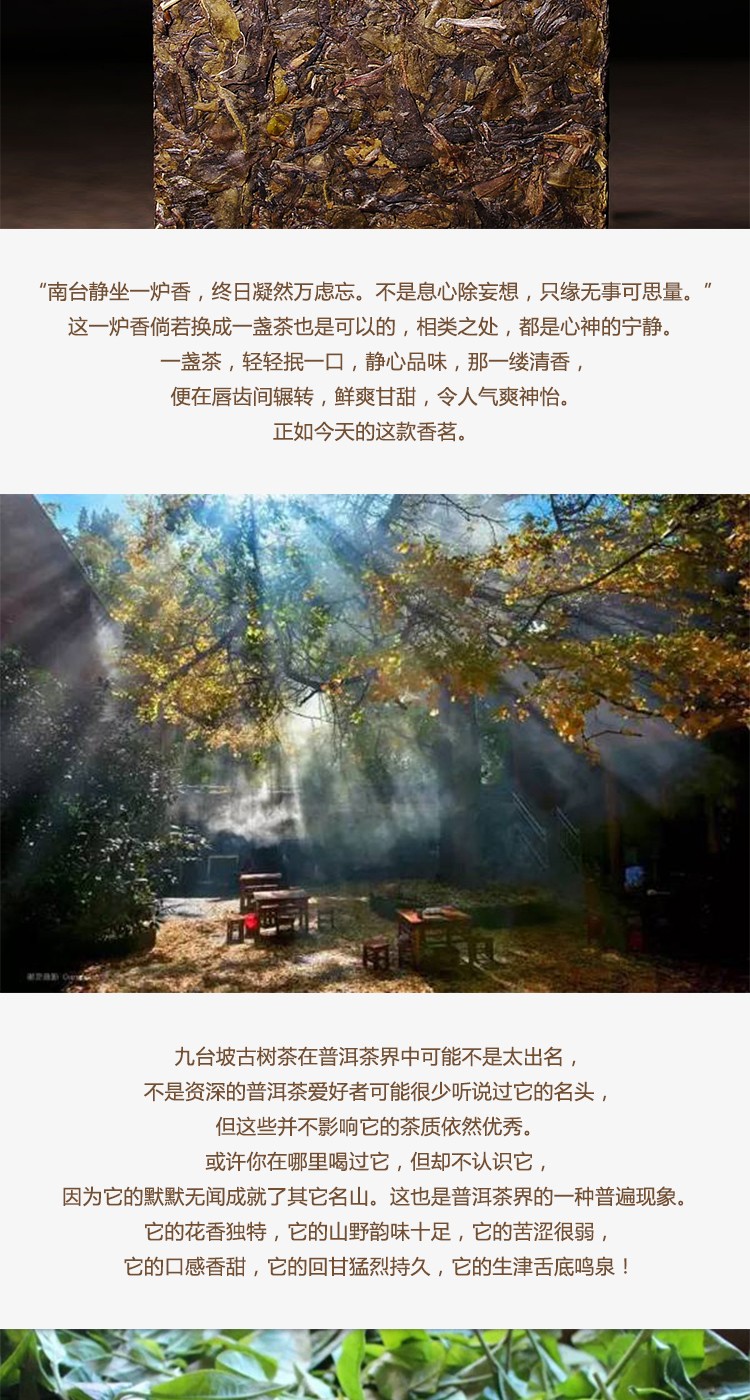 “南台静坐一炉香，终日凝然万虑忘。不是息心除妄想，只缘无事可思量。”
这一炉香倘若换成一盏茶也是可以的，相类之处，都是心神的宁静。
一盏茶，轻轻抿一口，静心品味，那一缕清香，
便在唇齿间辗转，鲜爽甘甜，令人气爽神怡。
正如今天的这款香茗。
九台坡古树茶在普洱茶界中可能不是太出名，
不是资深的普洱茶爱好者可能很少听说过它的名头，
但这些并不影响它的茶质依然优秀。
或许你在哪里喝过它，但却不认识它，
因为它的默默无闻成就了其它名山。这也是普洱茶界的一种普遍现象。
它的花香独特，它的山野韵味十足，它的苦涩很弱，
它的口感香甜，它的回甘猛烈持久，它的生津舌底鸣泉！